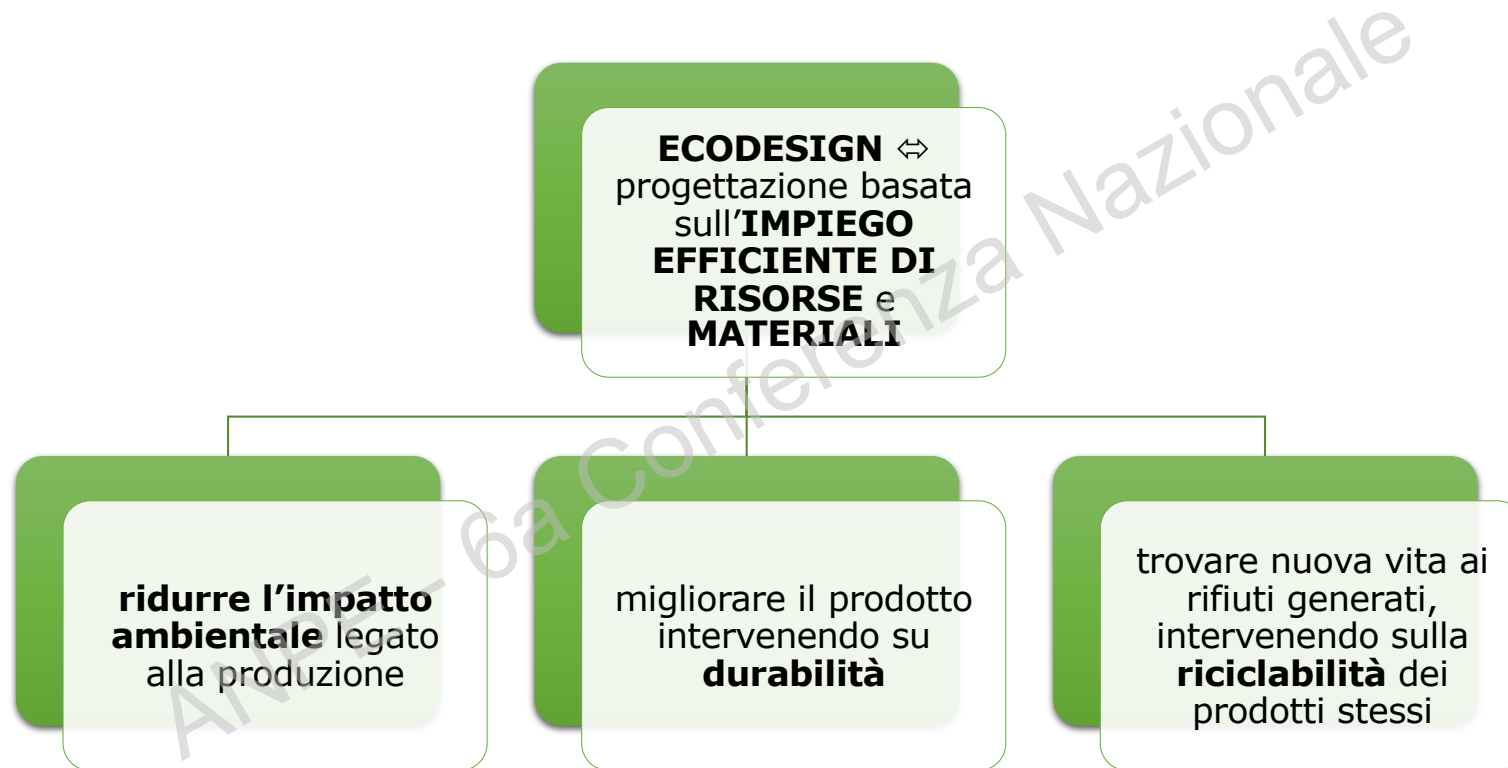 ECODESIGN ⬄
progettazione basata
sull’IMPIEGO
EFFICIENTE DI
RISORSE e
MATERIALI
ridurre l’impatto
ambientale legato
alla produzione
migliorare il prodotto
intervenendo su
durabilità
trovare nuova vita ai
rifiuti generati,
intervenendo sulla
riciclabilità dei
prodotti stessi
ANPE - 6a Conferenza Nazionale